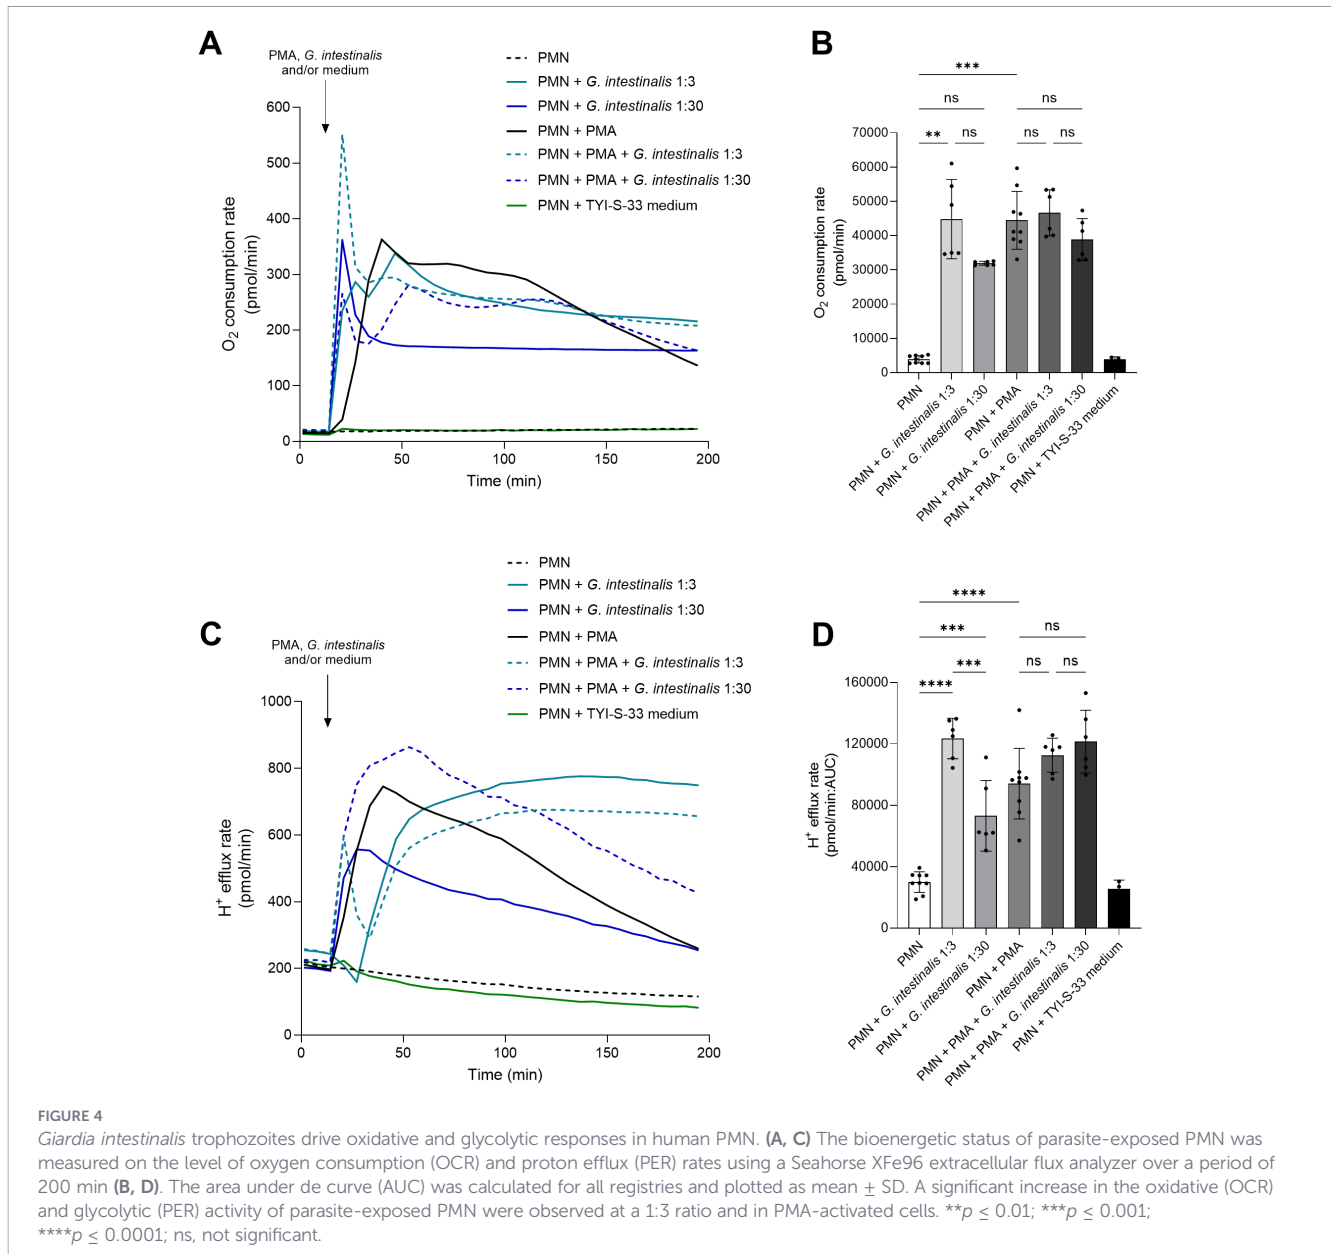 A
PMA, G. intestinalis
and/or medium
PMN
PMN + G. intestinalis 1:3
PMN + G. intestinalis 1:30
PMN + PMA
PMN + PMA + G. intestinalis 1:3
PMN + PMA + G. intestinalis 1:30
PMN + TYI-S-33 medium
O2 consumption rate
(pmol/min)
600
500
400
300
200
100
0
0 50 100 150 200
Time (min)
B
***
ns ns
** ns ns ns
O2 consumption rate
(pmol/min)
70000
60000
50000
40000
30000
20000
10000
0
PMN
PMN + G. intestinalis 1:3
PMN + G. intestinalis 1:30
PMN + PMA
PMN + PMA + G. intestinalis 1:3
PMN + PMA + G. intestinalis 1:30
PMN + TYI-S-33 medium
C
PMA, G. intestinalis
and/or medium
PMN
PMN + G. intestinalis 1:3
PMN + G. intestinalis 1:30
PMN + PMA
PMN + PMA + G. intestinalis 1:3
PMN + PMA + G. intestinalis 1:30
PMN + TYI-S-33 medium
H+ efflux rate
(pmol/min)
1000
800
600
400
200
0
0 50 100 150 200
Time (min)
D
****
*** ns
*** ns ns
****
H+ efflux rate
(pmol/min:AUC)
160000
120000
80000
40000
0
PMN
PMN + G. intestinalis 1:3
PMN + G. intestinalis 1:30
PMN + PMA
PMN + PMA + G. intestinalis 1:3
PMN + PMA + G. intestinalis 1:30
PMN + TYI-S-33 medium
FIGURE 4
Giardia intestinalis trophozoites drive oxidative and glycolytic responses in human PMN. (A, C) The bioenergetic status of parasite-exposed PMN was
measured on the level of oxygen consumption (OCR) and proton efflux (PER) rates using a Seahorse XFe96 extracellular flux analyzer over a period of
200 min (B, D). The area under de curve (AUC) was calculated for all registries and plotted as mean ± SD. A significant increase in the oxidative (OCR)
and glycolytic (PER) activity of parasite-exposed PMN were observed at a 1:3 ratio and in PMA-activated cells. **p ≤ 0.01; ***p ≤ 0.001;
****p ≤ 0.0001; ns, not significant.